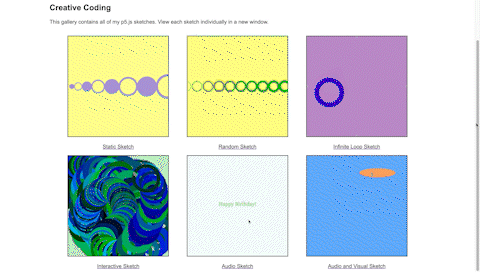 Creative Coding
This gallery contains all of my p5.js sketches. View each sketch individually in a new window.
Static Sketch
Random Sketch
Infinite Loop Sketch
Happy Birthday!
Interactive Sketch
Audio Sketch
Audio and Visual Sketch